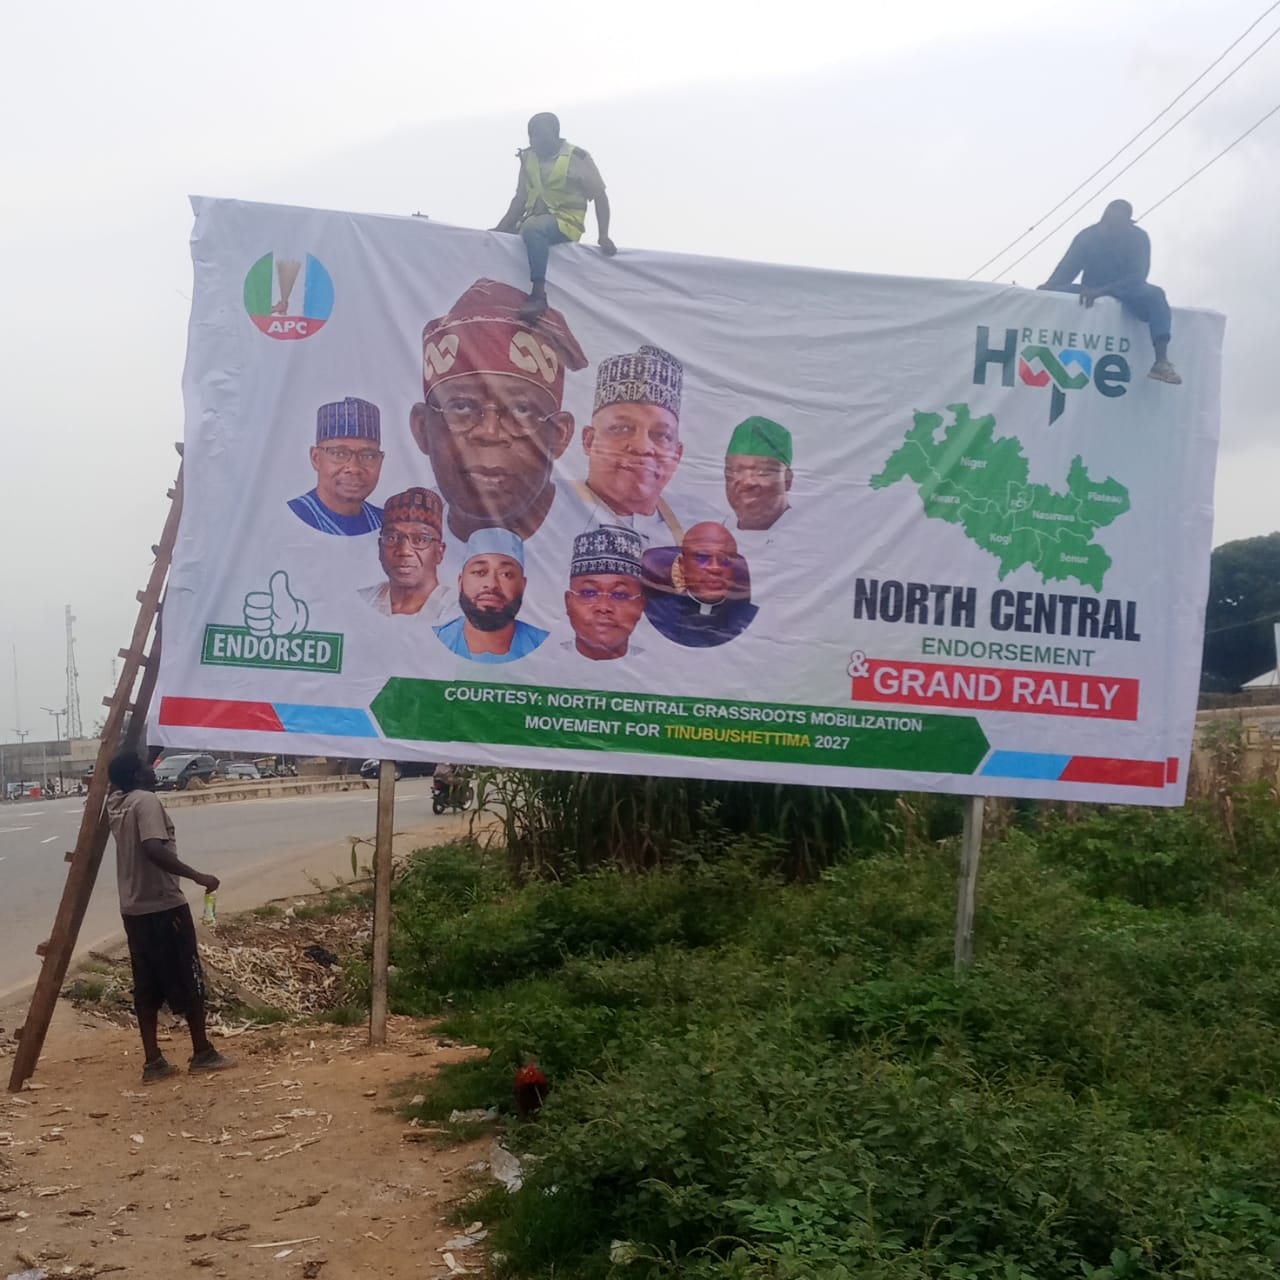 APC
RENEWED
Hope
Niger
Kwara
FCT
Plateau
Nasarawa
Kogi
Benue
NORTH CENTRAL
ENDORSEMENT
& GRAND RALLY
ENDORSED
COURTESY: NORTH CENTRAL GRASSROOTS MOBILIZATION
MOVEMENT FOR TINUBU/SHETTIMA 2027